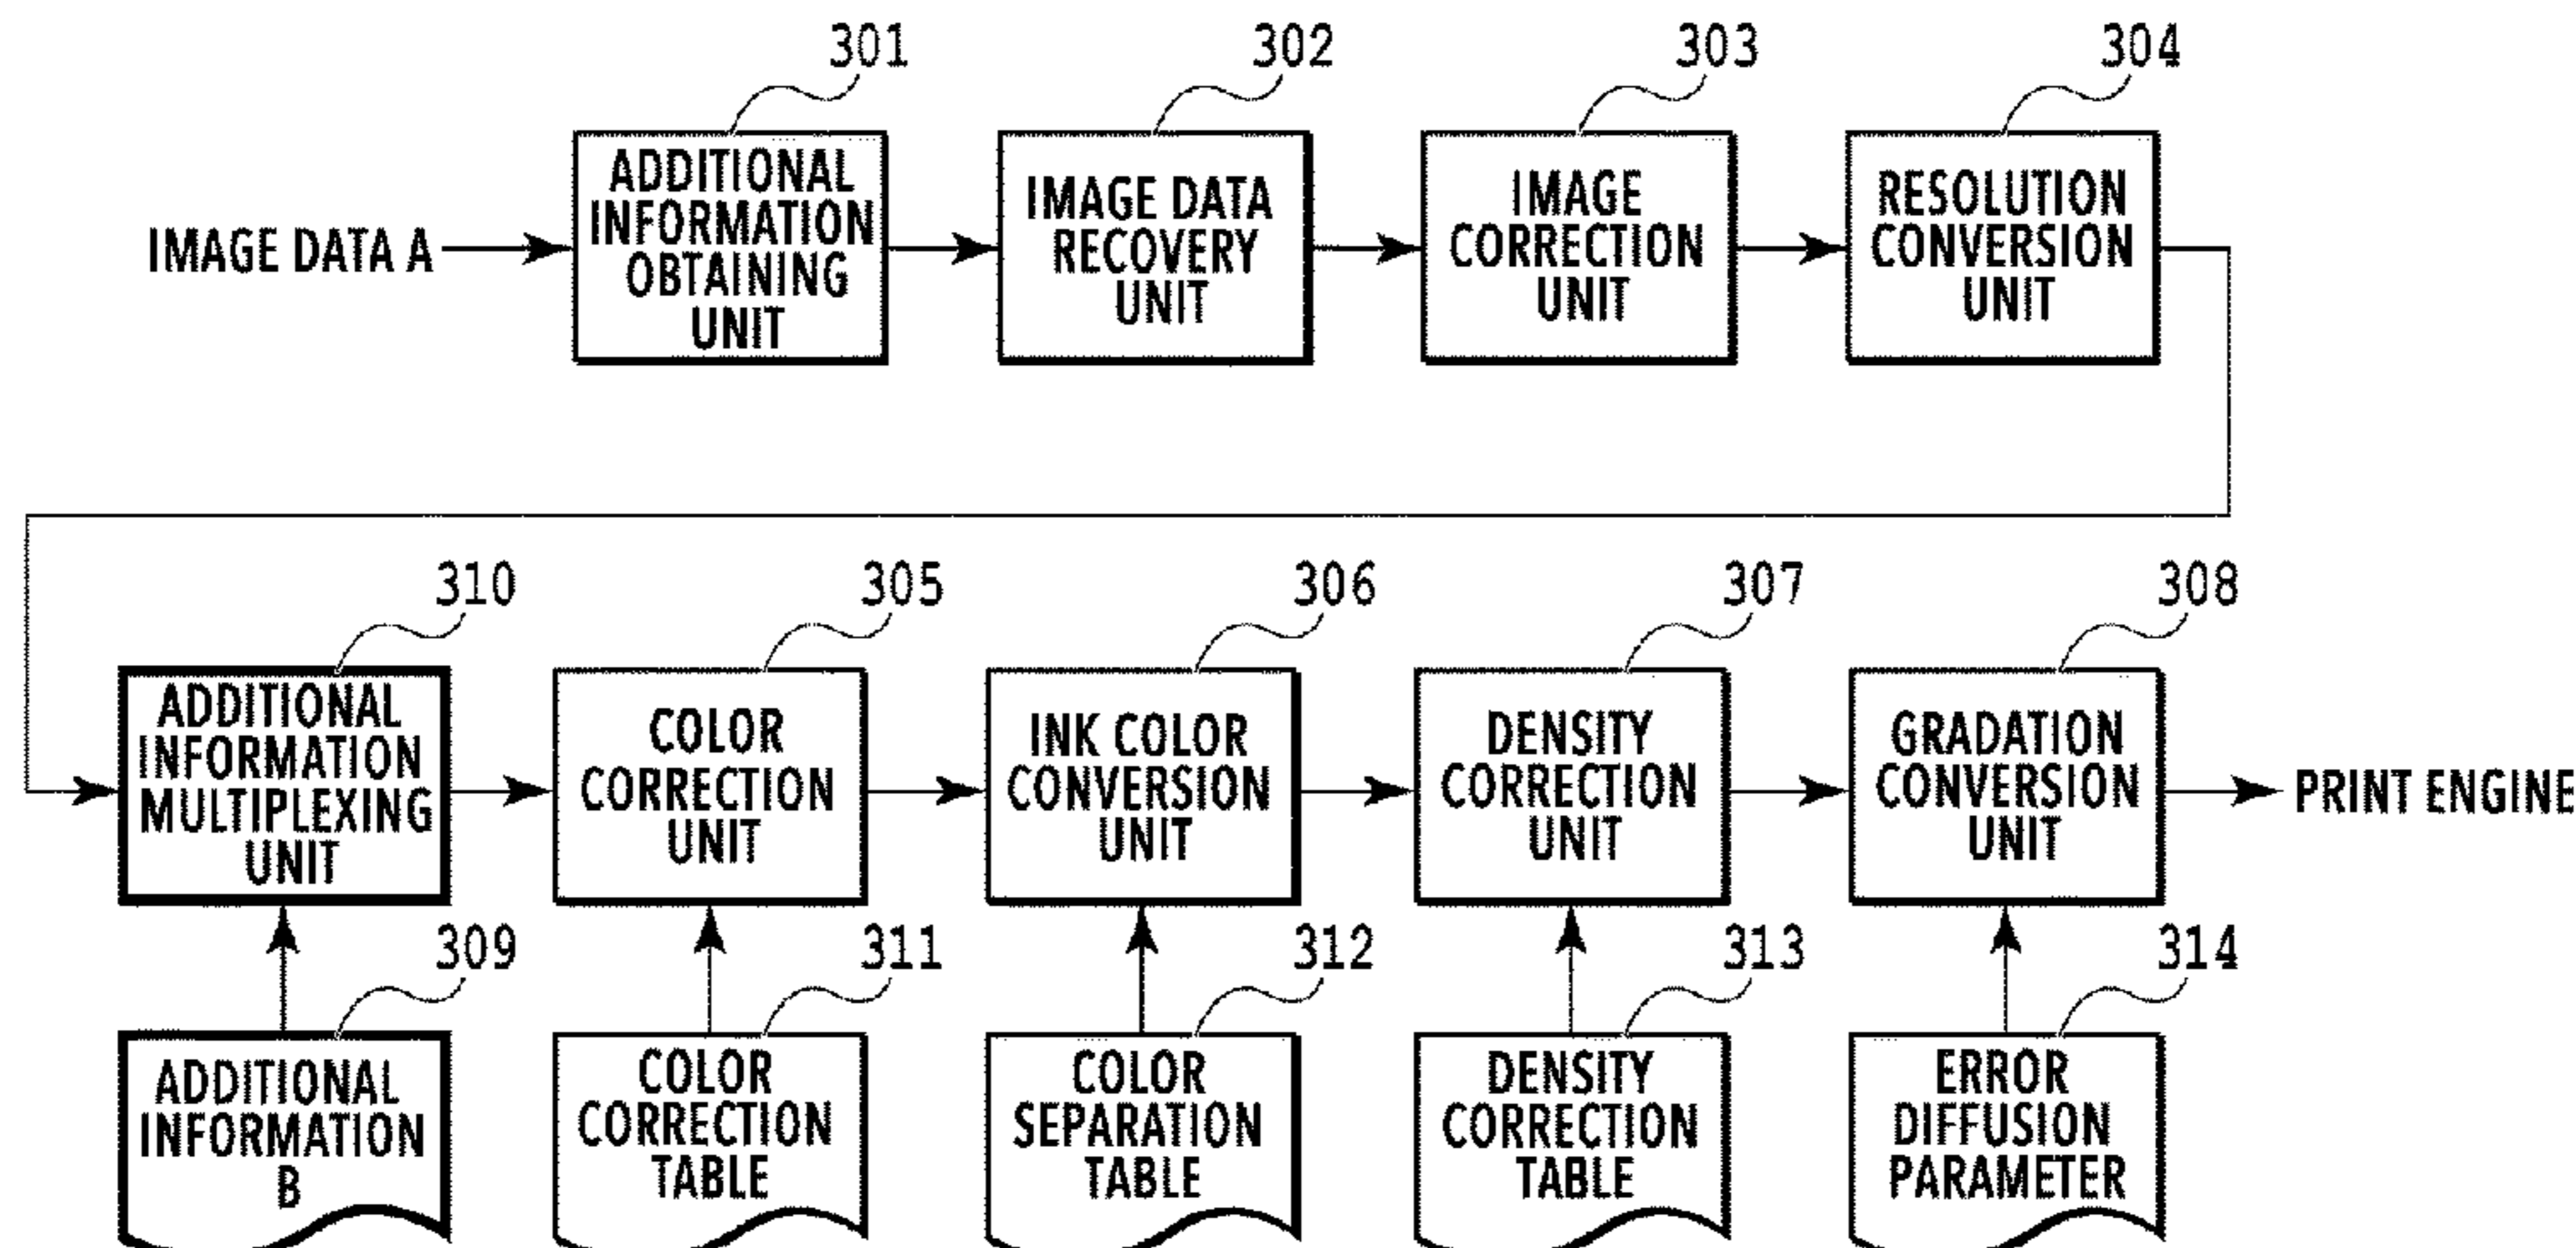 301
302
303
304
IMAGE DATA A
ADDITIONAL
INFORMATION
OBTAINING
UNIT
IMAGE DATA
RECOVERY
UNIT
IMAGE
CORRECTION
UNIT
RESOLUTION
CONVERSION
UNIT
310
305
306
307
308
ADDITIONAL
INFORMATION
MULTIPLEXING
UNIT
COLOR
CORRECTION
UNIT
INK COLOR
CONVERSION
UNIT
DENSITY
CORRECTION
UNIT
GRADATION
CONVERSION
UNIT
PRINT ENGINE
309
311
312
313
314
ADDITIONAL
INFORMATION
B
COLOR
CORRECTION
TABLE
COLOR
SEPARATION
TABLE
DENSITY
CORRECTION
TABLE
ERROR
DIFFUSION
PARAMETER